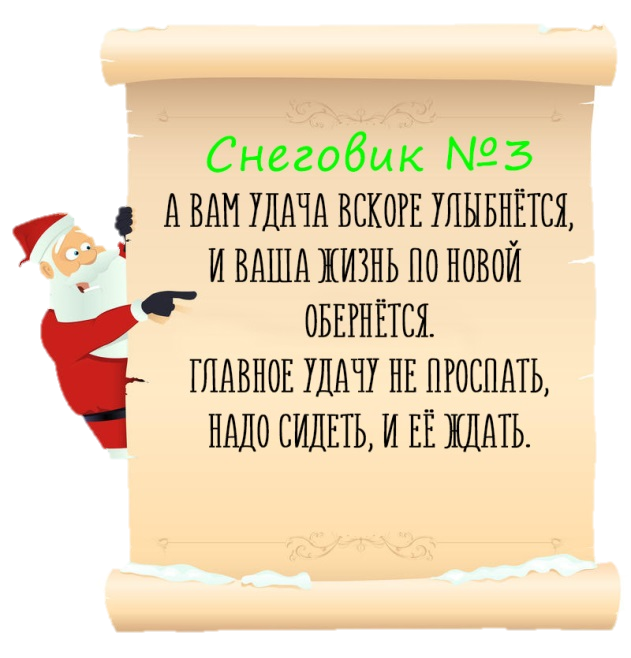 Снеговик №3
А ВАМ УДАЧА ВСКОРЕ УЛЫБНЁТСЯ,
И ВАША ЖИЗНЬ ПО НОВОЙ
ОБЕРНЁТСЯ.
ГЛАВНОЕ УДАЧУ НЕ ПРОСПАТЬ,
НАДО СИДЕТЬ, И ЕЁ ЖДАТЬ.